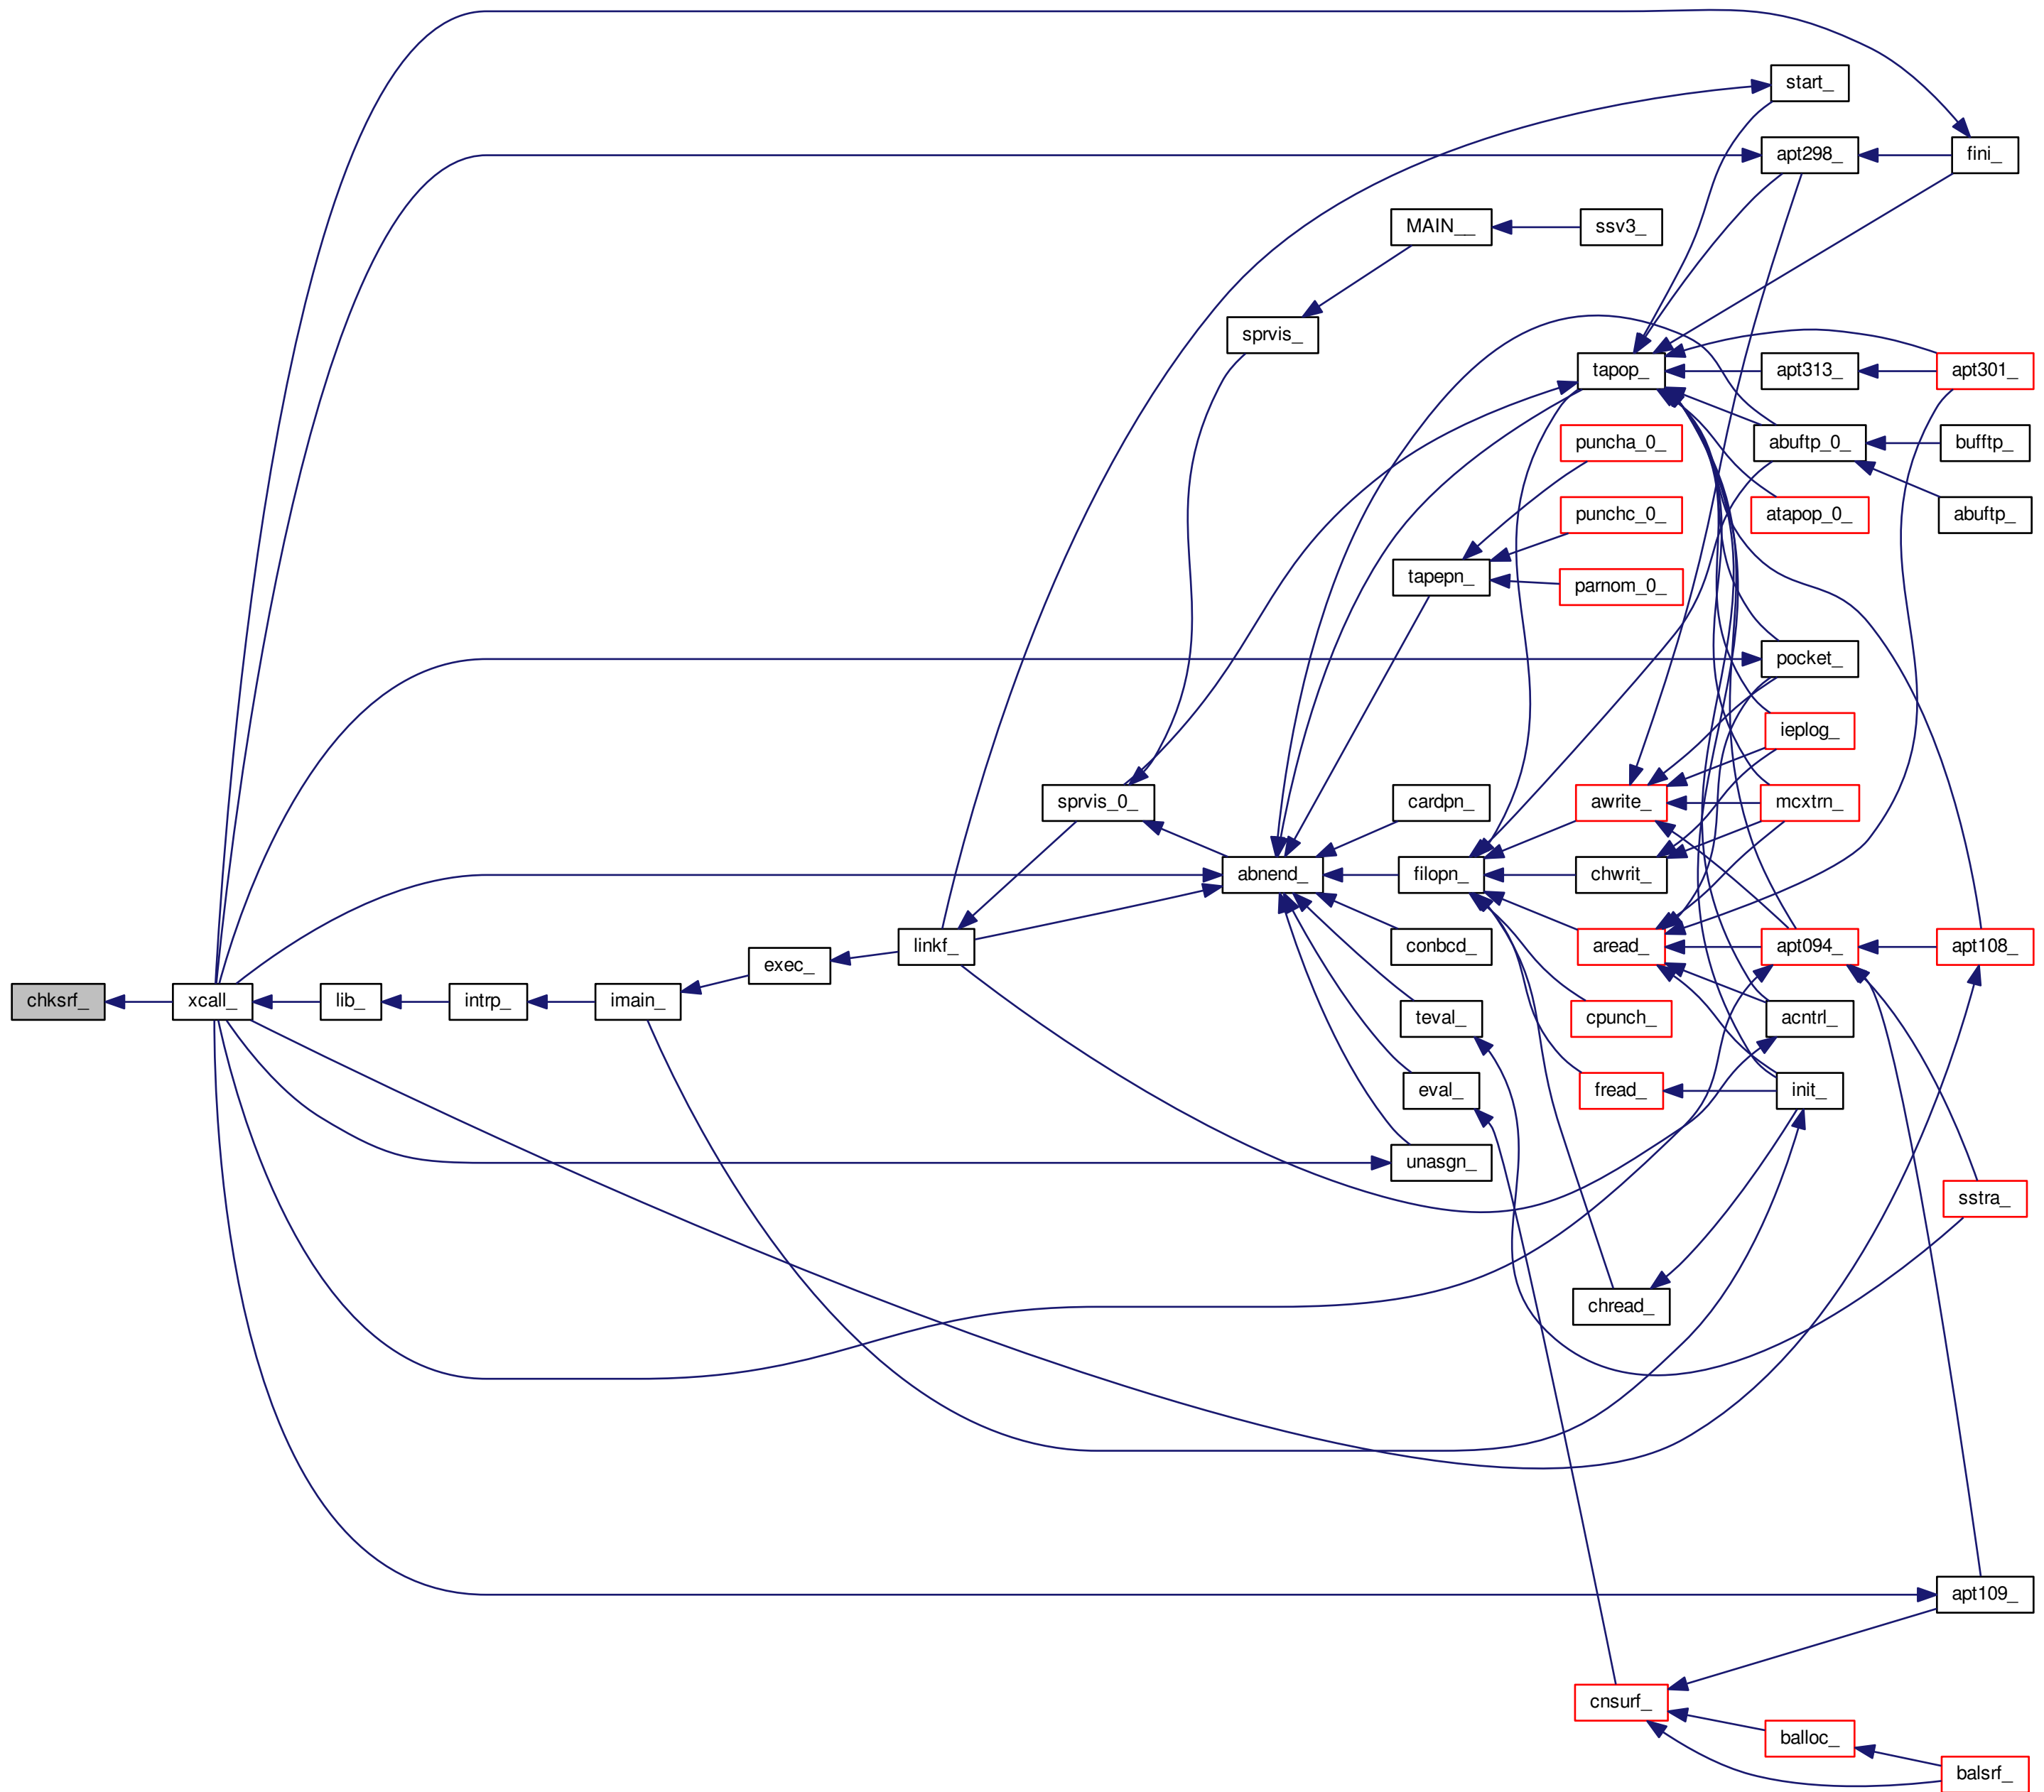 start_
apt298_
fini_
MAIN__
ssv3_
sprvis_
tapop_
apt313_
apt301_
puncha_0_
abuftp_0_
bufftp_
punchc_0_
atapop_0_
abuftp_
tapepn_
parnom_0_
pocket_
ieplog_
sprvis_0_
cardpn_
awrite_
mcxtrn_
abnend_
filopn_
chwrit_
linkf_
conbcd_
aread_
apt094_
apt108_
exec_
chksrf_
xcall_
lib_
intrp_
imain_
teval_
cpunch_
acntrl_
eval_
fread_
init_
unasgn_
sstra_
chread_
apt109_
cnsurf_
balloc_
balsrf_